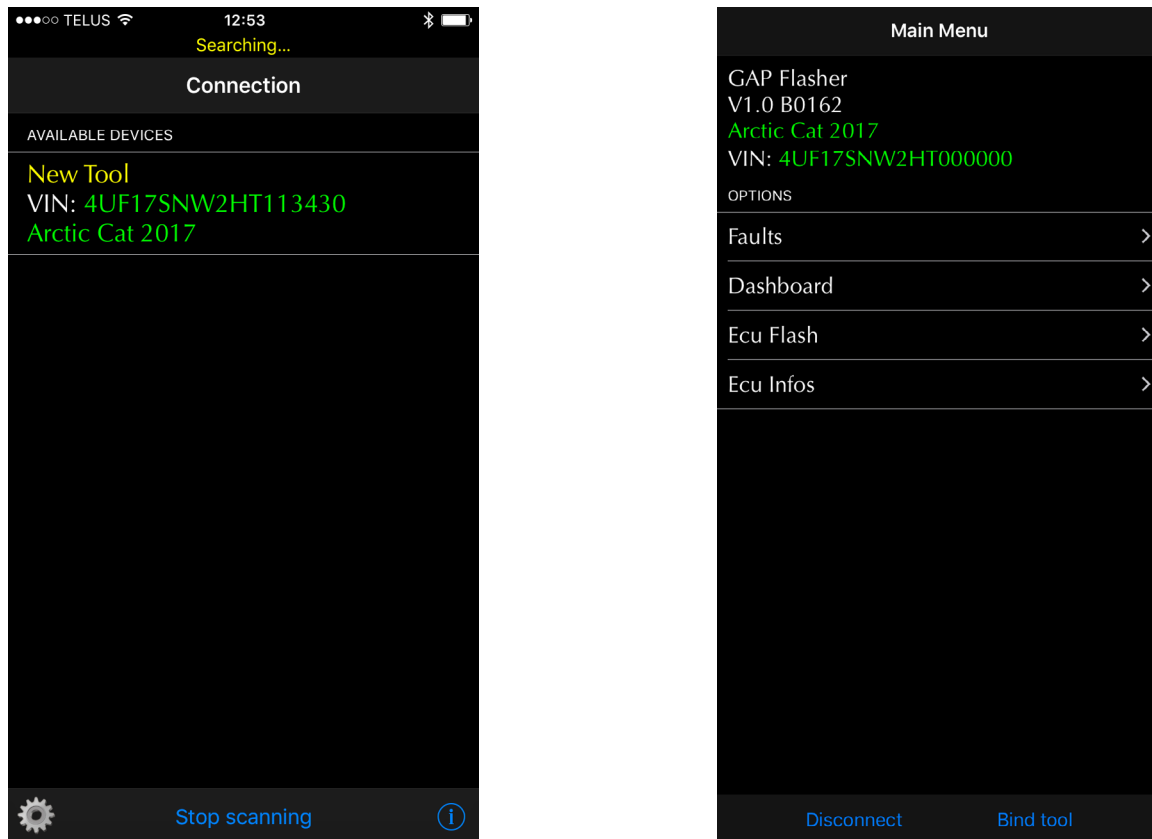 TELUS 12:53
Searching...
Connection
AVAILABLE DEVICES
New Tool
VIN: 4UF17SNW2HT113430
Arctic Cat 2017
Stop scanning
i
Main Menu
GAP Flasher
V1.0 B0162
Arctic Cat 2017
VIN: 4UF17SNW2HT000000
OPTIONS
Faults
Dashboard
Ecu Flash
Ecu Infos
Disconnect Bind tool